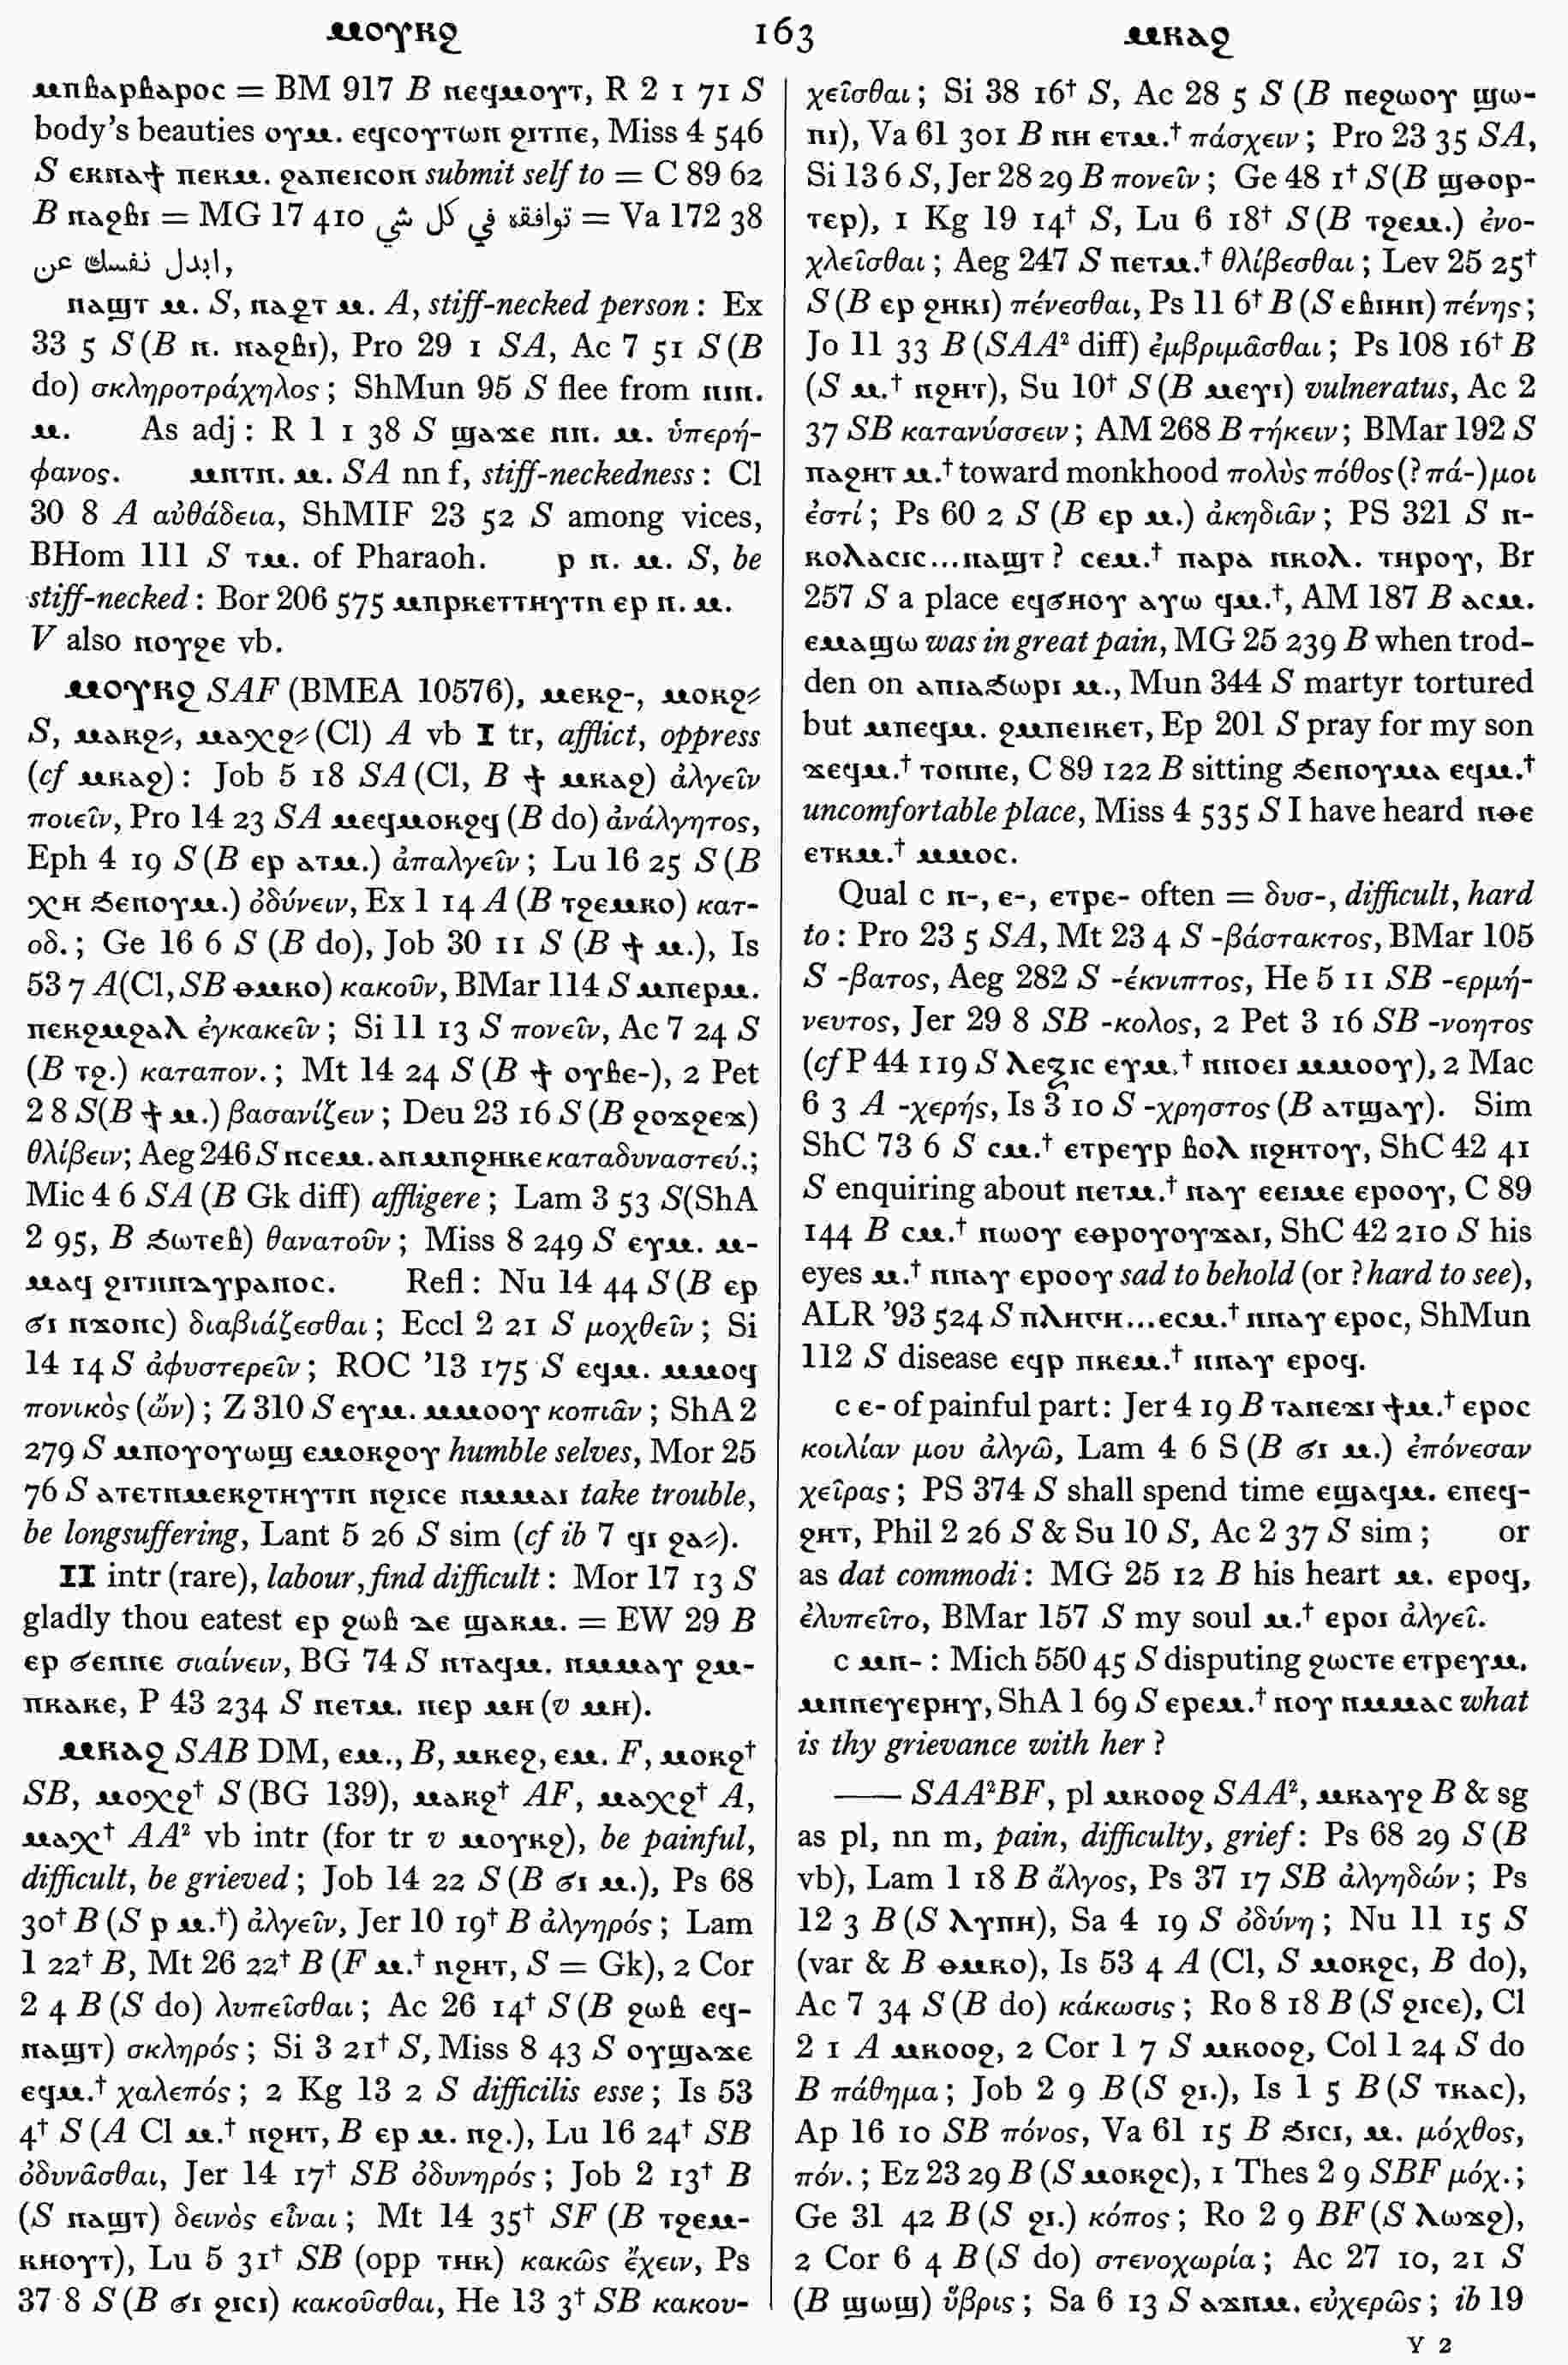 ⲙⲟⲩⲕϩ 163 ⲙⲕⲁϩ
ⲙⲡⲃⲁⲣⲃⲁⲣⲟⲥ = BM 917 B ⲡⲉϥⲙⲟⲩⲧ, R 2 1 71 S
body's beauties ⲟⲩⲙ. ⲉϥⲥⲟⲩⲧⲱⲛ ϩⲓⲧⲡⲉ, Miss 4 546
S ⲉⲕⲛⲁϯ ⲡⲉⲕⲙ. ϩⲁⲡⲉⲓⲥⲟⲛ submit self to = C 89 62
B ⲛⲁϩⲃⲓ = MG 17 410 توافقه في كل شي = Va 172 38
ابدل نفسك عن,
ⲛⲁϣⲧ ⲙ. S, ⲛⲁϩⲧ ⲙ. A, stiff-necked person: Ex
33 5 S (B ⲛ. ⲛⲁϩⲃⲓ), Pro 29 1 SA, Ac 7 51 S (B
do) σκληροτράχηλος; ShMun 95 S flee from ⲛⲓⲛ.
ⲙ. As adj: R 1 1 38 S ϣⲁϫⲉ ⲛⲛ. ⲙ. ὑπερή-
φανος. ⲙⲛⲧⲛ. ⲙ. SA nn f, stiff-neckedness: Cl
30 8 A αὐθάδεια, ShMIF 23 52 S among vices,
BHom 111 S ⲧⲙ. of Pharaoh. ⲣ ⲛ. ⲙ. S, be
stiff-necked: Bor 206 575 ⲙⲡⲣⲕⲉⲧⲧⲏⲩⲧⲛ ⲉⲣ ⲛ. ⲙ.
V also ⲛⲟⲩϩⲉ vb.
ⲙⲟⲩⲕϩ SAF (BMEA 10576), ⲙⲉⲕϩ-, ⲙⲟⲕϩ⸗
S, ⲙⲁⲕϩ⸗, ⲙⲁⲭϩ⸗ (Cl) A vb I tr, afflict, oppress
(cf ⲙⲕⲁϩ): Job 5 18 SA (Cl, B ϯ ⲙⲕⲁϩ) ἀλγεῖν
ποιεῖν, Pro 14 23 SA ⲙⲉϥⲙⲟⲕϩϥ (B do) ἀνάλγητος,
Eph 4 19 S (B ⲉⲣ ⲁⲧⲙ.) ἀπαλγεῖν; Lu 16 25 S (B
ⲭⲏ ϧⲉⲛⲟⲩⲙ.) ὀδύνειν, Ex 1 14 A (B ⲧϩⲉⲙⲕⲟ) κατ-
οδ.; Ge 16 6 S (B do), Job 30 11 S (B ϯ ⲙ.), Is
53 7 A (Cl, SB ⲑⲙⲕⲟ) κακοῦν, BMar 114 S ⲙⲡⲉⲣⲙ.
ⲡⲉⲕϩⲙϩⲁⲗ ἐγκακεῖν; Si 11 13 S πονεῖν, Ac 7 24 S
(B ⲧϩ.) καταπον.; Mt 14 24 S (B ϯ ⲟⲩⲃⲉ-), 2 Pet
2 8 S (B ϯ ⲙ.) βασανίζειν; Deu 23 16 S (B ϩⲟϫϩⲉϫ)
θλίβειν; Aeg 246 S ⲛⲥⲉⲙ. ⲁⲛ ⲙⲡϩⲏⲕⲉ καταδυναστεύ.;
Mic 4 6 SA (B Gk diff) affligere; Lam 3 53 S (ShA
2 95, B ϧⲱⲧⲉⲃ) θανατοῦν; Miss 8 249 S ⲉⲩⲙ. ⲙ-
ⲙⲁϥ ϩⲓⲧⲛⲡⲇⲩⲣⲁⲛⲟⲥ. Refl: Nu 14 44 S (B ⲉⲣ
ϭⲓ ⲛϫⲟⲛⲥ) διαβιάζεσθαι; Eccl 2 21 S μοχθεῖν; Si
14 14 S ἀφυστερεῖν; ROC '13 175 S ⲉϥⲙ. ⲙⲙⲟϥ
πονικὸς (ὤν); Z 310 S ⲉⲩⲙ. ⲙⲙⲟⲟⲩ κοπιᾶν; ShA 2
279 S ⲙⲡⲟⲩⲟⲩⲱϣ ⲉⲙⲟⲕϩⲟⲩ humble selves, Mor 25
76 S ⲁⲧⲉⲧⲛⲙⲉⲕϩⲧⲏⲩⲧⲛ ⲛϩⲓⲥⲉ ⲛⲙⲙⲁⲓ take trouble,
be longsuffering, Lant 5 26 S sim (cf ib 7 ϥⲓ ϩⲁ⸗).
II intr (rare), labour, find difficult: Mor 17 13 S
gladly thou eatest ⲉⲣ ϩⲱⲃ ⲇⲉ ϣⲁⲕⲙ. = EW 29 B
ⲉⲣ ϭⲉⲛⲛⲉ σιαίνειν, BG 74 S ⲛⲧⲁϥⲙ. ⲛⲙⲙⲁⲩ ϩⲙ-
ⲡⲕⲁⲕⲉ, P 43 234 S ⲡⲉⲧⲙ. ⲡⲉⲣ ⲙⲏ (v ⲙⲏ).
ⲙⲕⲁϩ SAB DM, ⲉⲙ., B, ⲙⲕⲉϩ, ⲉⲙ. F, ⲙⲟⲕϩ†
SB, ⲙⲟⲭϩ† S (BG 139), ⲙⲁⲕϩ† AF, ⲙⲁⲭϩ† A,
ⲙⲁⲭ† AA² vb intr (for tr v ⲙⲟⲩⲕϩ), be painful,
difficult, be grieved; Job 14 22 S (B ϭⲓ ⲙ.), Ps 68
30† B (S ⲣ ⲙ.†) ἀλγεῖν, Jer 10 19† B ἀλγηρός; Lam
1 22† B, Mt 26 22† B (F ⲙ.† ⲛϩⲏⲧ, S = Gk), 2 Cor
2 4 B (S do) λυπεῖσθαι; Ac 26 14† S (B ϩⲱⲃ ⲉϥ-
ⲛⲁϣⲧ) σκληρός; Si 3 21† S, Miss 8 43 S ⲟⲩϣⲁϫⲉ
ⲉϥⲙ.† χαλεπός; 2 Kg 13 2 S difficilis esse; Is 53
4† S (A Cl ⲙ.† ⲛϩⲏⲧ, B ⲉⲣ ⲙ. ⲛϩ.), Lu 16 24† SB
ὀδυνᾶσθαι, Jer 14 17† SB ὀδυνηρός; Job 2 13† B
(S ⲛⲁϣⲧ) δεινὸς εἶναι; Mt 14 35† SF (B ⲧϩⲉⲙ-
ⲕⲏⲟⲩⲧ), Lu 5 31† SB (opp ⲧⲏⲕ) κακῶς ἔχειν, Ps
37 8 S (B ϭⲓ ϩⲓⲥⲓ) κακοῦσθαι, He 13 3† SB κακου-
χεῖσθαι; Si 38 16† S, Ac 28 5 S (B ⲡⲉϩⲱⲟⲩ ϣⲱ-
ⲡⲓ), Va 61 301 B ⲡⲏ ⲉⲧⲙ.† πάσχειν; Pro 23 35 SA,
Si 13 6 S, Jer 28 29 B πονεῖν; Ge 48 1† S (B ϣⲑⲟⲣ-
ⲧⲉⲣ), 1 Kg 19 14† S, Lu 6 18† S (B ⲧϩⲉⲙ.) ἐνο-
χλεῖσθαι; Aeg 247 S ⲡⲉⲧⲙ.† θλίβεσθαι; Lev 25 25†
S (B ⲉⲣ ϩⲏⲕⲓ) πένεσθαι, Ps 11 6† B (S ⲉⲃⲓⲏⲛ) πένης;
Jo 11 33 B (SAA² diff) ἐμβριμᾶσθαι; Ps 108 16† B
(S ⲙ.† ⲛϩⲏⲧ), Su 10† S (B ⲙⲉⲩⲓ) vulneratus, Ac 2
37 SB κατανύσσειν; AM 268 B τήκειν; BMar 192 S
ⲡⲁϩⲏⲧ ⲙ.† toward monkhood πολὺς πόθος (? πά-) μοι
ἐστί; Ps 60 2 S (B ⲉⲣ ⲙ.) ἀκηδιᾶν; PS 321 S ⲛ-
ⲕⲟⲗⲁⲥⲓⲥ...ⲛⲁϣⲧ? ⲥⲉⲙ.† ⲡⲁⲣⲁ ⲛⲕⲟⲗ. ⲧⲏⲣⲟⲩ, Br
257 S a place ⲉϥϭⲏⲟⲩ ⲁⲩⲱ ϥⲙ.†, AM 187 B ⲁⲥⲙ.
ⲉⲙⲁϣⲱ was in great pain, MG 25 239 B when trod-
den on ⲁⲡⲓⲁϧⲱⲣⲓ ⲙ., Mun 344 S martyr tortured
but ⲙⲡⲉϥⲙ. ϩⲙⲡⲉⲓⲕⲉⲧ, Ep 201 S pray for my son
ϫⲉϥⲙ.† ⲧⲟⲛⲛⲉ, C 89 122 B sitting ϧⲉⲛⲟⲩⲙⲁ ⲉϥⲙ.†
uncomfortable place, Miss 4 535 S I have heard ⲛⲑⲉ
ⲉⲧⲕⲙ.† ⲙⲙⲟⲥ.
Qual c ⲛ-, ⲉ-, ⲉⲧⲣⲉ- often = δυσ-, difficult, hard
to: Pro 23 5 SA, Mt 23 4 S -βάστακτος, BMar 105
S -βατος, Aeg 282 S -έκνιπτος, He 5 11 SB -ερμή-
νευτος, Jer 29 8 SB -κολος, 2 Pet 3 16 SB -νοητος
(cf P 44 119 S ⲗⲉⲝⲓⲥ ⲉⲩⲙ.† ⲛⲛⲟⲉⲓ ⲙⲙⲟⲟⲩ), 2 Mac
6 3 A -χερής, Is 3 10 S -χρηστος (B ⲁⲧϣⲁⲩ). Sim
ShC 73 6 S ⲥⲙ.† ⲉⲧⲣⲉⲩⲣ ⲃⲟⲗ ⲛϩⲏⲧⲟⲩ, ShC 42 41
S enquiring about ⲡⲉⲧⲙ.† ⲛⲁⲩ ⲉⲉⲓⲙⲉ ⲉⲣⲟⲟⲩ, C 89
144 B ⲥⲙ.† ⲛⲱⲟⲩ ⲉⲑⲣⲟⲩⲟⲩϫⲁⲓ, ShC 42 210 S his
eyes ⲙ.† ⲛⲛⲁⲩ ⲉⲣⲟⲟⲩ sad to behold (or ? hard to see),
ALR '93 524 S ⲡⲗⲏⲅⲏ...ⲉⲥⲙ.† ⲛⲛⲁⲩ ⲉⲣⲟⲥ, ShMun
112 S disease ⲉϥⲣ ⲡⲕⲉⲙ.† ⲛⲛⲁⲩ ⲉⲣⲟϥ.
c ⲉ- of painful part: Jer 4 19 B ⲧⲁⲛⲉϫⲓ ϯⲙ.† ⲉⲣⲟⲥ
κοιλίαν μου ἀλγῶ, Lam 4 6 S (B ϭⲓ ⲙ.) ἐπόνεσαν
χεῖρας; PS 374 S shall spend time ⲉϣⲁϥⲙ. ⲉⲡⲉϥ-
ϩⲏⲧ, Phil 2 26 S & Su 10 S, Ac 2 37 S sim; or
as dat commodi: MG 25 12 B his heart ⲙ. ⲉⲣⲟϥ,
ἐλυπεῖτο, BMar 157 S my soul ⲙ.† ⲉⲣⲟⲓ ἀλγεῖ.
c ⲙⲛ-: Mich 550 45 S disputing ϩⲱⲥⲧⲉ ⲉⲧⲣⲉⲩⲙ.
ⲙⲛⲛⲉⲩⲉⲣⲏⲩ, ShA 1 69 S ⲉⲣⲉⲙ.† ⲛⲟⲩ ⲛⲙⲙⲁⲥ what
is thy grievance with her?
—— SAA²BF, pl ⲙⲕⲟⲟϩ SAA², ⲙⲕⲁⲩϩ B & sg
as pl, nn m, pain, difficulty, grief: Ps 68 29 S (B
vb), Lam 1 18 B ἄλγος, Ps 37 17 SB ἀλγηδών; Ps
12 3 B (S ⲗⲩⲡⲏ), Sa 4 19 S ὀδύνη; Nu 11 15 S
(var & B ⲑⲙⲕⲟ), Is 53 4 A (Cl, S ⲙⲟⲕϩⲥ, B do),
Ac 7 34 S (B do) κάκωσις; Ro 8 18 B (S ϩⲓⲥⲉ), Cl
2 1 A ⲙⲕⲟⲟϩ, 2 Cor 1 7 S ⲙⲕⲟⲟϩ, Col 1 24 S do
B πάθημα; Job 2 9 B (S ϩⲓ.), Is 1 5 B (S ⲧⲕⲁⲥ),
Ap 16 10 SB πόνος, Va 61 15 B ϧⲓⲥⲓ, ⲙ. μόχθος,
πόν.; Ez 23 29 B (S ⲙⲟⲕϩⲥ), 1 Thes 2 9 SBF μόχ.;
Ge 31 42 B (S ϩⲓ.) κόπος; Ro 2 9 BF (S ⲗⲱϫϩ),
2 Cor 6 4 B (S do) στενοχωρία; Ac 27 10, 21 S
(B ϣⲱϣ) ὕβρις; Sa 6 13 S ⲁϫⲛⲙ. εὐχερῶς; ib 19
Y 2